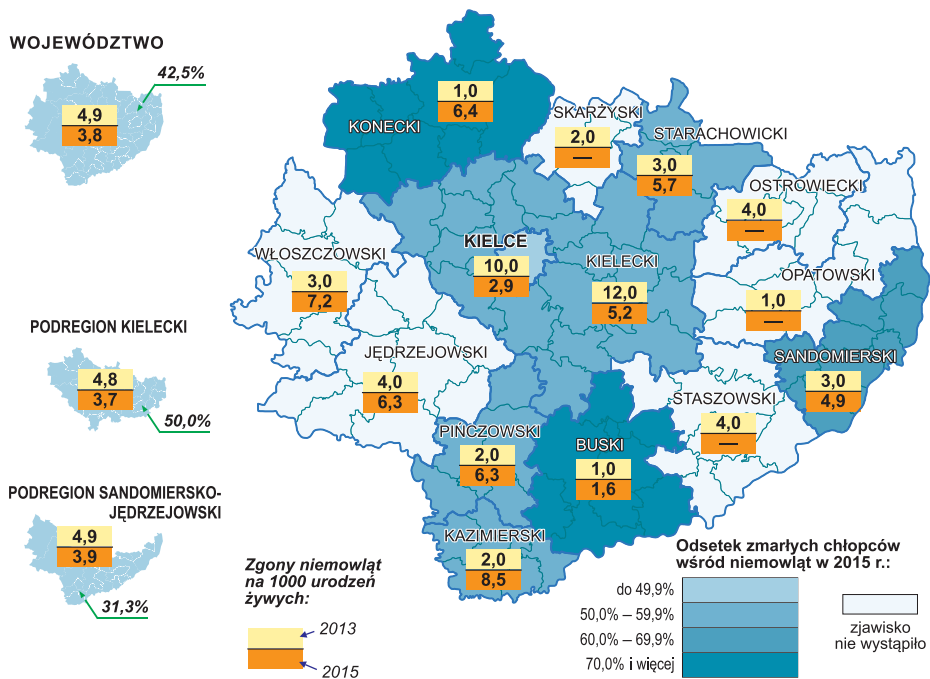 WOJEWÓDZTWO
42,5%
4,9
3,8
PODREGION KIELECKI
4,8
3,7
50,0%
PODREGION SANDOMIERSKO-
JĘDRZEJOWSKI
4,9
3,9
31,3%
KONECKI
1,0
6,4
SKARŻYSKI
2,0
—
STARACHOWICKI
3,0
5,7
OSTROWIECKI
4,0
—
WŁOSZCZOWSKI
3,0
7,2
KIELCE
10,0
2,9
KIELECKI
12,0
5,2
OPATOWSKI
1,0
—
JĘDRZEJOWSKI
4,0
6,3
SANDOMIERSKI
3,0
4,9
STASZOWSKI
4,0
—
PIŃCZOWSKI
2,0
6,3
BUSKI
1,0
1,6
KAZIMIERSKI
2,0
8,5
Zgony niemowląt
na 1000 urodzeń
żywych:
2013
2015
Odsetek zmarłych chłopców
wśród niemowląt w 2015 r.:
do 49,9%
50,0% – 59,9%
60,0% – 69,9%
70,0% i więcej
zjawisko
nie wystąpiło